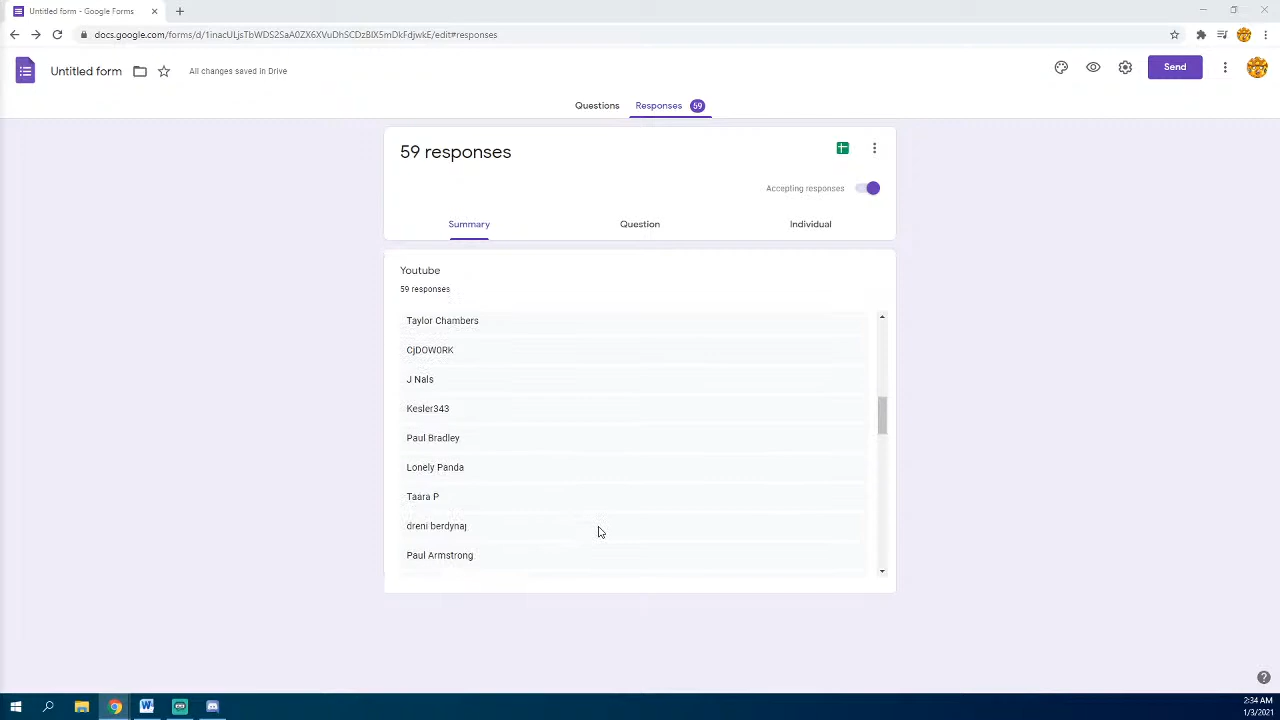 Untitled form - Google Forms
docs.google.com/forms/d/1inacULjsTbWDS2SaA0ZX6XVuDhSCDzBlX5mDkFdjwkE/edit#responses
Untitled form
All changes saved in Drive
Send
Questions
Responses 59
59 responses
Accepting responses
Summary
Question
Individual
Youtube
59 responses
Taylor Chambers
CjDOW0RK
J Nals
Kesler343
Paul Bradley
Lonely Panda
Taara P
dreni berdynaj
Paul Armstrong
2:34 AM
1/3/2021